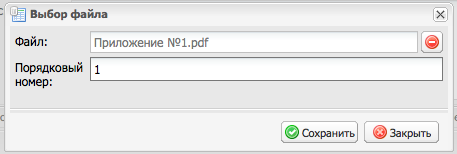 Выбор файла
Файл: Приложение №1.pdf
Порядковый 1
номер:
Сохранить Закрыть